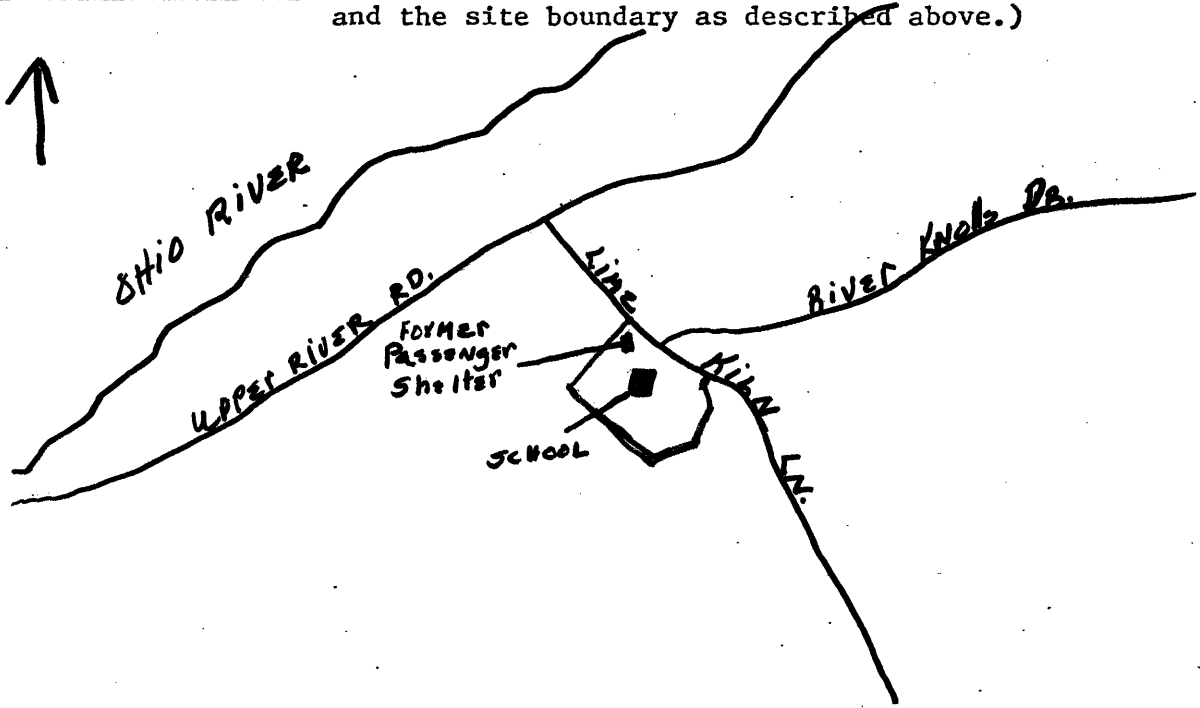 and the site boundary as described above.)
OHIO RIVER
UPPER RIVER RD.
LIME KILN LN.
RIVER KNOLLS DR.
FORMER
PASSENGER
Shelter
SCHOOL